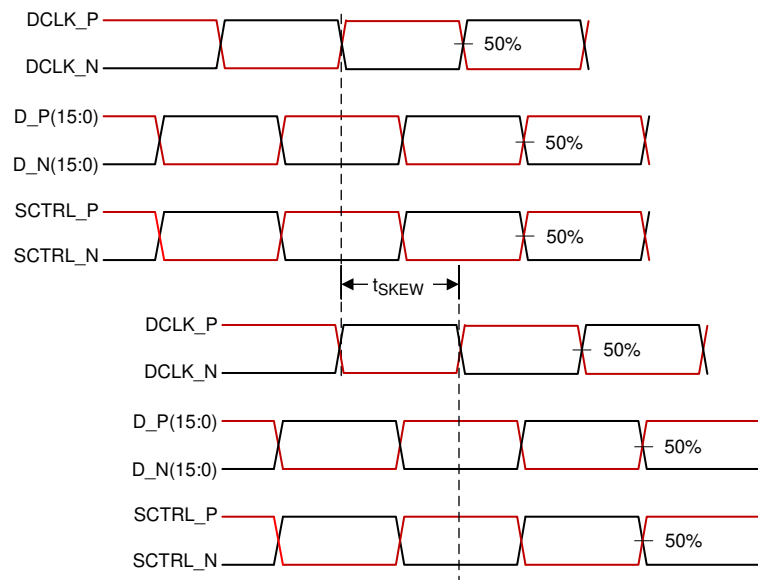 DCLK_P
50%
DCLK_N
D_P(15:0)
50%
D_N(15:0)
SCTRL_P
50%
SCTRL_N
tSKEW
DCLK_P
50%
DCLK_N
D_P(15:0)
50%
D_N(15:0)
SCTRL_P
50%
SCTRL_N